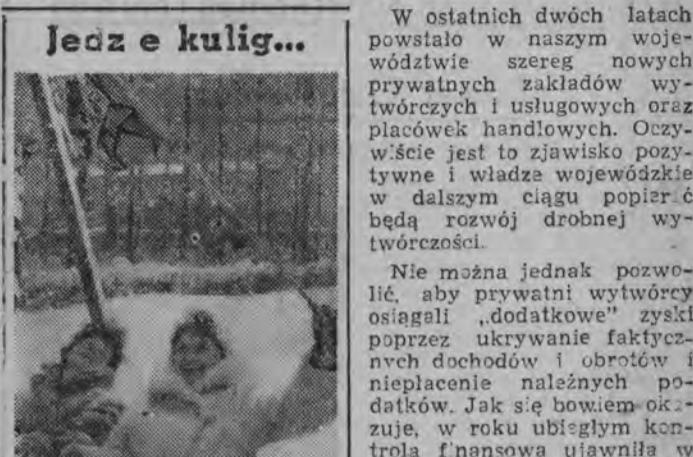 Jedz e kulig...
W ostatnich dwóch latach
powstało w naszym woje-
wództwie szereg nowych
prywatnych zakładów wy-
twórczych i usługowych oraz
placówek handlowych. Oczy-
wiście jest to zjawisko pozy-
tywne i władze wojewódzkie
w dalszym ciągu popierać
będą rozwój drobnej wy-
twórczości.
Nie można jednak pozwo-
lić, aby prywatni wytwórcy
osiągali „dodatkowe" zyski
poprzez ukrywanie faktycz-
nych dochodów i obrotów i
niepłacenie należnych po-
datków. Jak się bowiem oka-
zuje, w roku ubiegłym kon-
trola finansowa ujawniła w